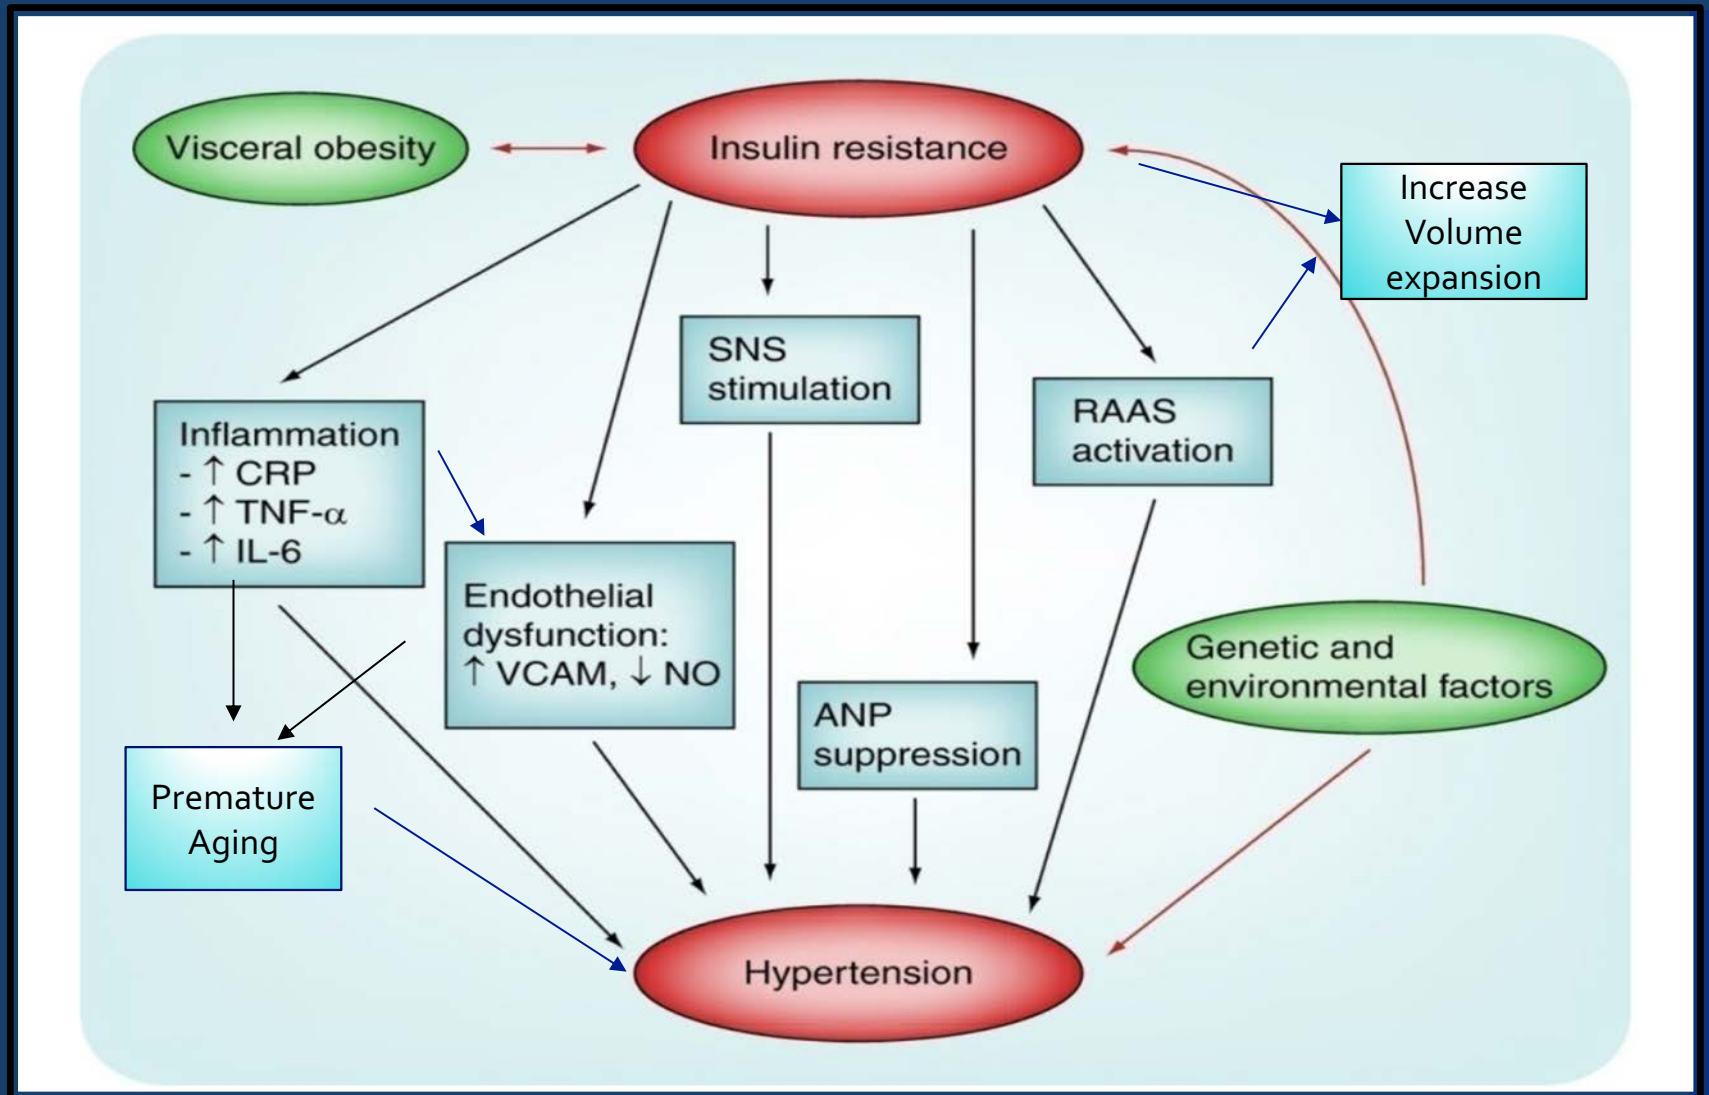 Visceral obesity
Insulin resistance
Increase
Volume
expansion
SNS
stimulation
RAAS
activation
Inflammation
- ↑ CRP
- ↑ TNF-α
- ↑ IL-6
Endothelial
dysfunction:
↑ VCAM, ↓ NO
Genetic and
environmental factors
ANP
suppression
Premature
Aging
Hypertension